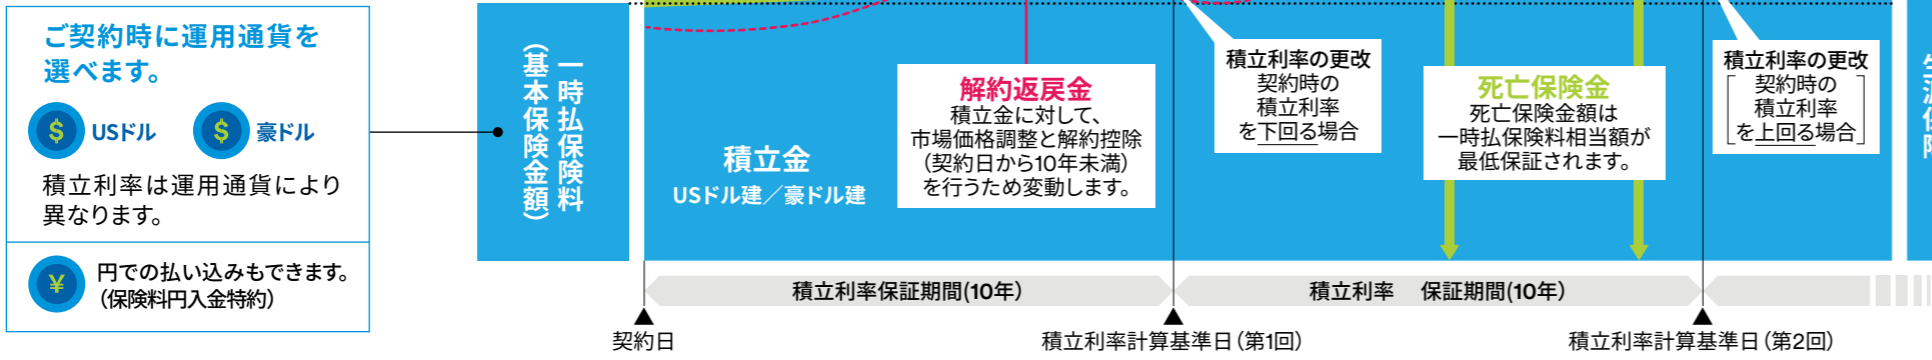 ご契約時に運用通貨を
選べます。
$ USドル
$ 豪ドル
積立利率は運用通貨により
異なります。
¥ 円での払い込みもできます。
（保険料円入金特約）
一時払保険料
（基本保険金額）
積立金
USドル建／豪ドル建
解約返戻金
積立金に対して、
市場価格調整と解約控除
（契約日から10年未満）
を行うため変動します。
積立利率の更改
契約時の
積立利率
を下回る場合
死亡保険金
死亡保険金額は
一時払保険料相当額が
最低保証されます。
積立利率の更改
契約時の
積立利率
を上回る場合
積立利率保証期間(10年)
積立利率 保証期間(10年)
契約日
積立利率計算基準日（第1回）
積立利率計算基準日（第2回）